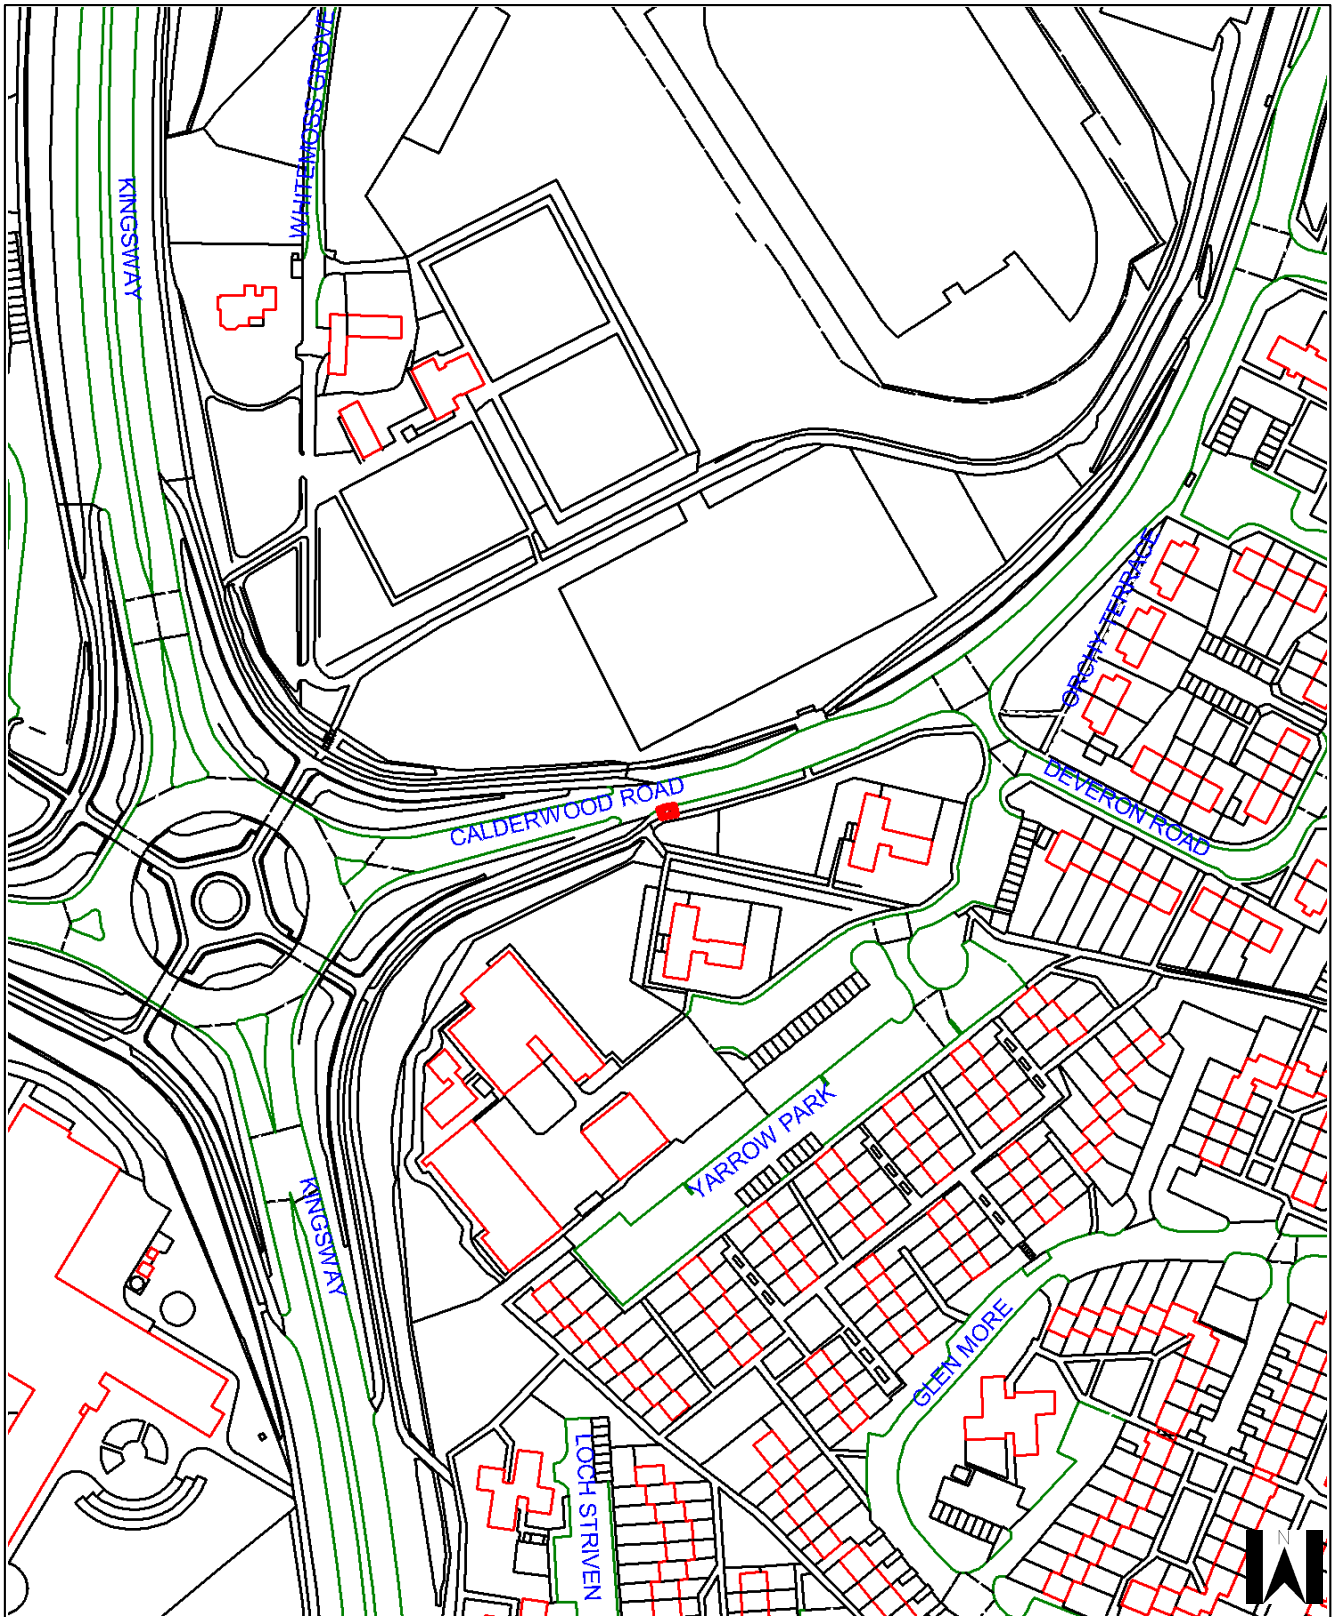 WHITEMOSS GROVE
KINGSWAY
ORCHY TERRACE
CALDERWOOD ROAD
DEVERON ROAD
YARROW PARK
KINGSWAY
GLEN MORE
LOCH STRIVEN
N